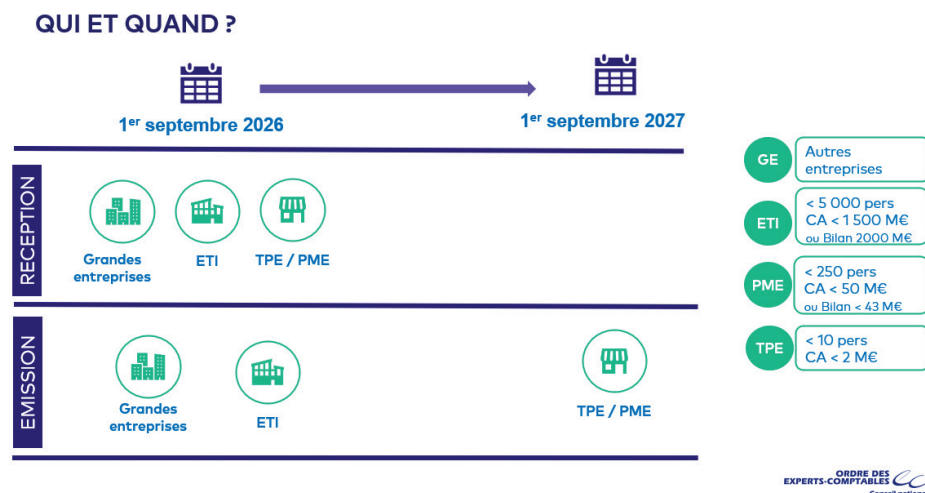 QUI ET QUAND ?
1er septembre 2026
1er septembre 2027
RECEPTION
Grandes
entreprises
ETI
TPE / PME
EMISSION
Grandes
entreprises
ETI
TPE / PME
GE
Autres
entreprises
ETI
< 5 000 pers
CA < 1 500 M€
ou Bilan 2000 M€
PME
< 250 pers
CA < 50 M€
ou Bilan < 43 M€
TPE
< 10 pers
CA < 2 M€
ORDRE DES
EXPERTS-COMPTABLES
Conseil